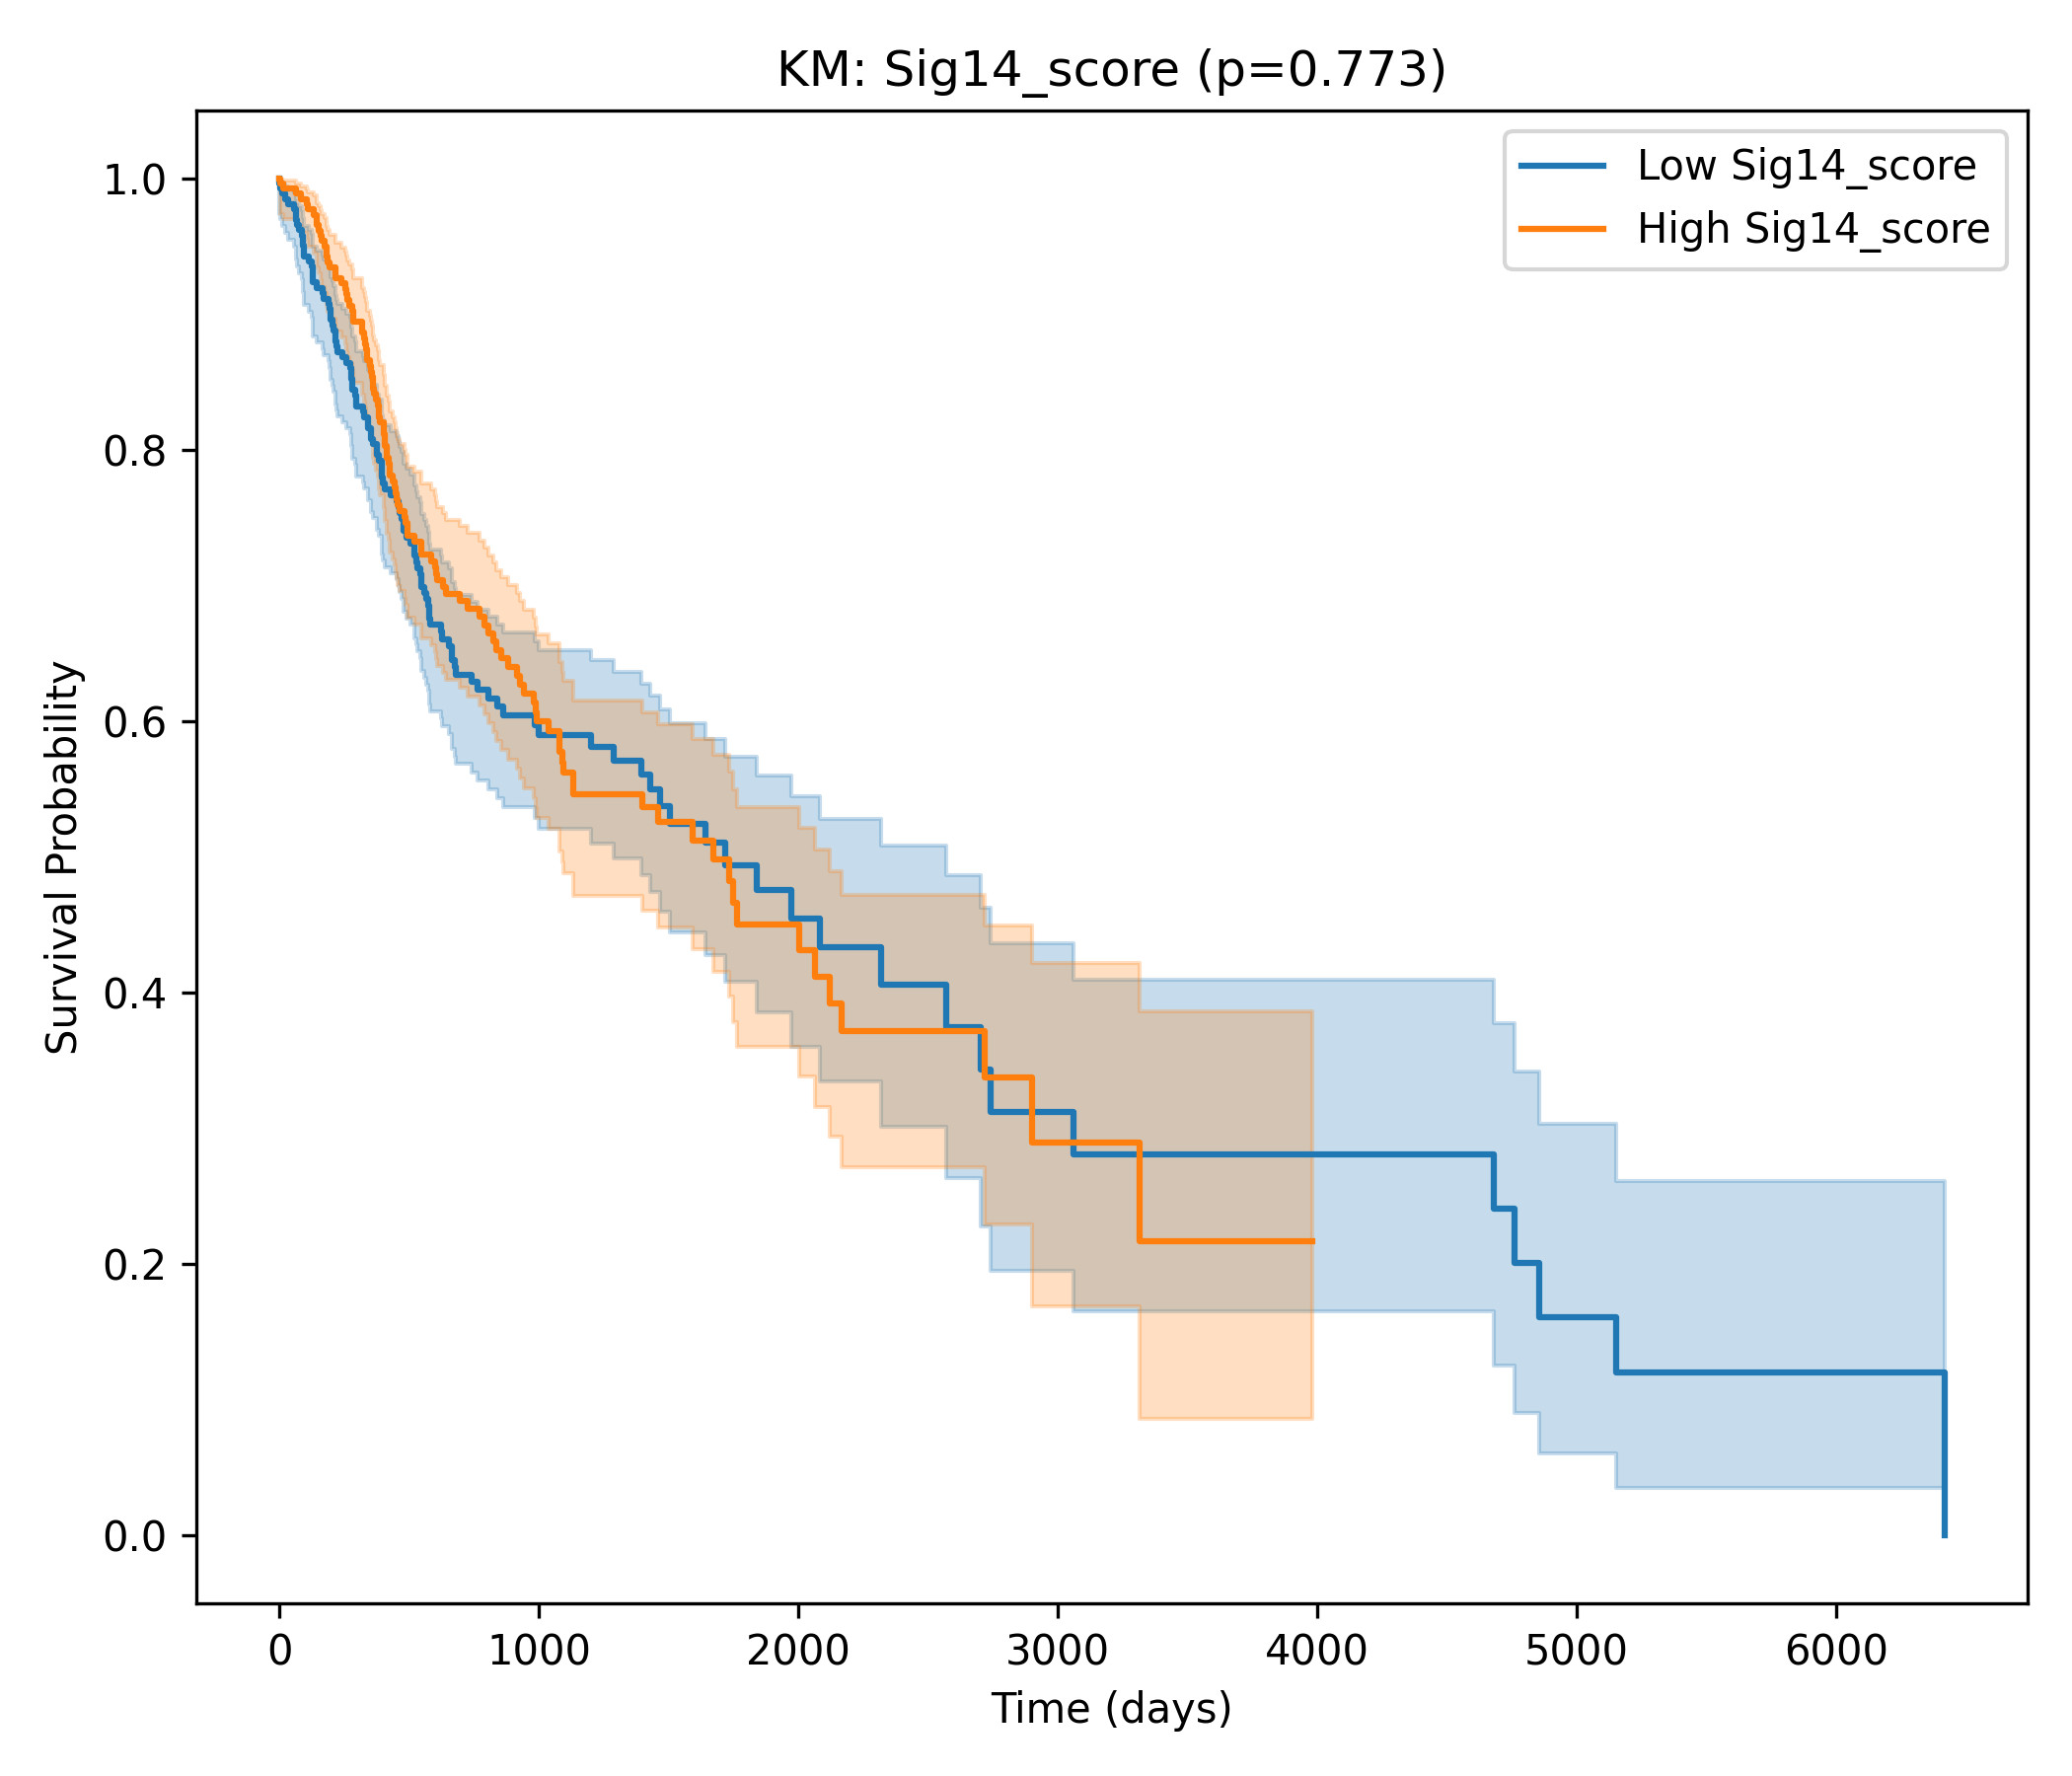 KM: Sig14_score (p=0.773)
Low Sig14_score
High Sig14_score
Survival Probability
1.0
0.8
0.6
0.4
0.2
0.0
0 1000 2000 3000 4000 5000 6000
Time (days)